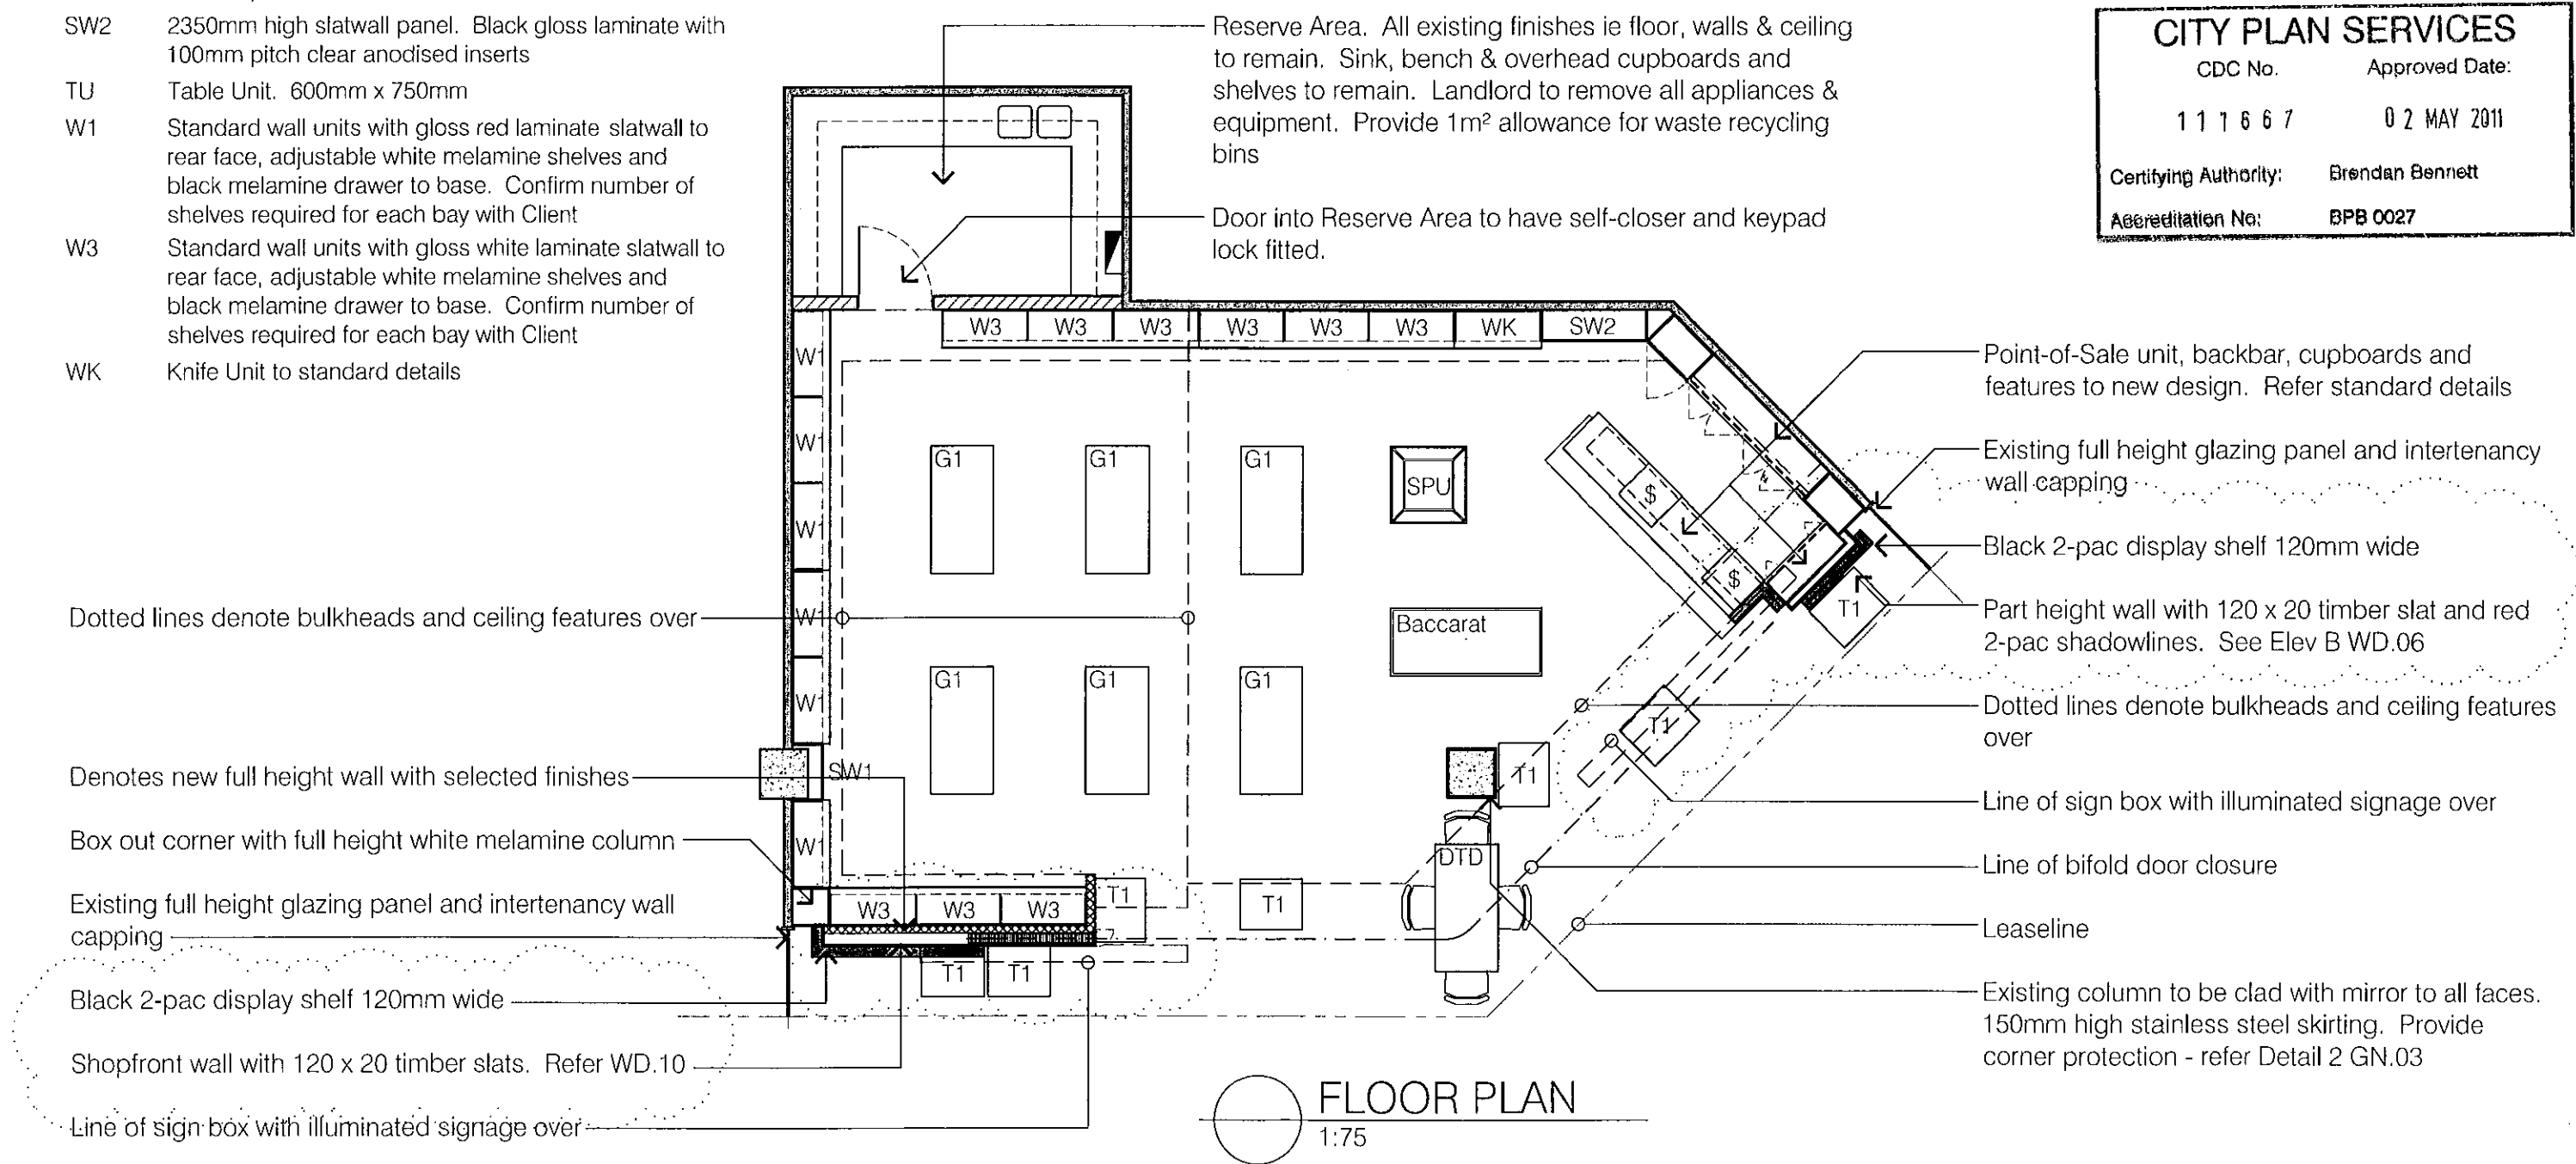 SW2 2350mm high slatwall panel. Black gloss laminate with
100mm pitch clear anodised inserts
TU Table Unit. 600mm x 750mm
W1 Standard wall units with gloss red laminate slatwall to
rear face, adjustable white melamine shelves and
black melamine drawer to base. Confirm number of
shelves required for each bay with Client
W3 Standard wall units with gloss white laminate slatwall to
rear face, adjustable white melamine shelves and
black melamine drawer to base. Confirm number of
shelves required for each bay with Client
WK Knife Unit to standard details
Reserve Area. All existing finishes ie floor, walls & ceiling
to remain. Sink, bench & overhead cupboards and
shelves to remain. Landlord to remove all appliances &
equipment. Provide 1m² allowance for waste recycling
bins
Door into Reserve Area to have self-closer and keypad
lock fitted.
CITY PLAN SERVICES
CDC No. Approved Date:
111667 02 MAY 2011
Certifying Authority: Brendan Bennett
Accreditation No: BPB 0027
W3 W3 W3 W3 W3 W3 WK SW2
W1
W1
W1
W1
W1
SW1
W1
G1 G1 G1
SPU
$
$
T1
Baccarat
G1 G1 G1
T1
T1
DTD
W3 W3 W3
T1
T1
T1 T1
Point-of-Sale unit, backbar, cupboards and
features to new design. Refer standard details
Existing full height glazing panel and intertenancy
wall capping
Black 2-pac display shelf 120mm wide
Part height wall with 120 x 20 timber slat and red
2-pac shadowlines. See Elev B WD.06
Dotted lines denote bulkheads and ceiling features
over
Line of sign box with illuminated signage over
Line of bifold door closure
Leaseline
Existing column to be clad with mirror to all faces.
150mm high stainless steel skirting. Provide
corner protection - refer Detail 2 GN.03
Dotted lines denote bulkheads and ceiling features over
Denotes new full height wall with selected finishes
Box out corner with full height white melamine column
Existing full height glazing panel and intertenancy wall
capping
Black 2-pac display shelf 120mm wide
Shopfront wall with 120 x 20 timber slats. Refer WD.10
Line of sign box with illuminated signage over
FLOOR PLAN
1:75